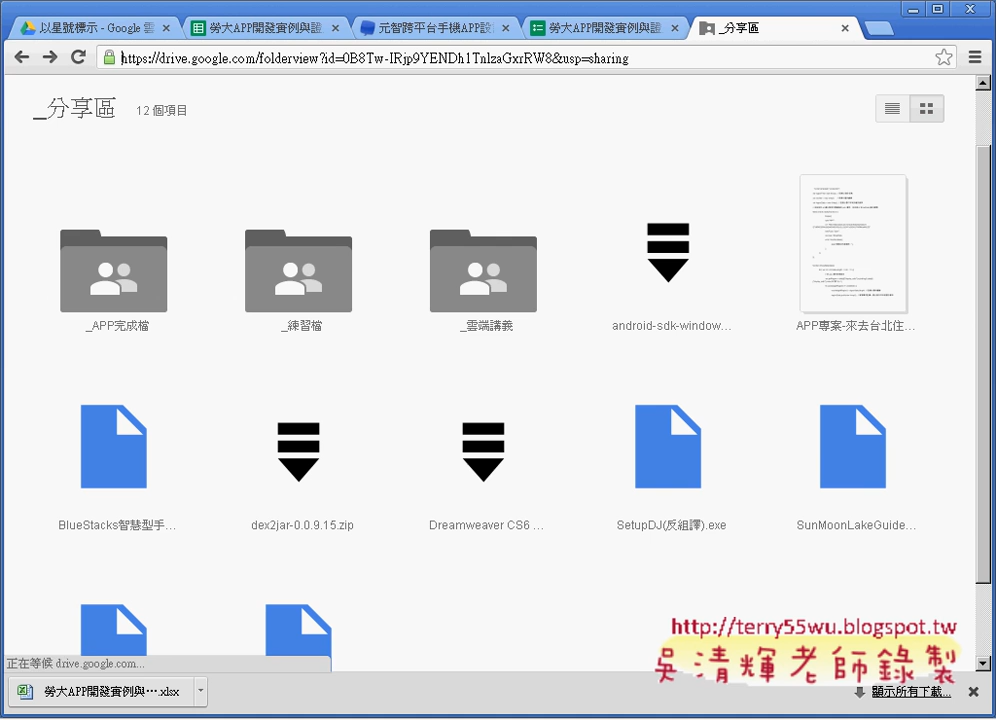 以星號標示 - Google 雲
勞大APP開發實例與證
元智跨平台手機APP設
勞大APP開發實例與證
_分享區
https://drive.google.com/folderview?id=0B8Tw-IRjp9YENDh1TnlzaGxrRW8&usp=sharing
_分享區
12 個項目
_APP完成檔
_練習檔
_雲端講義
android-sdk-window...
APP專案-來去台北住...
BlueStacks智慧型手...
dex2jar-0.0.9.15.zip
Dreamweaver CS6 ...
SetupDJ(反組譯).exe
SunMoonLakeGuide...
http://terry55wu.blogspot.tw
吳清輝老師錄製
正在等候 drive.google.com...
勞大APP開發實例與....xlsx
顯示所有下載...